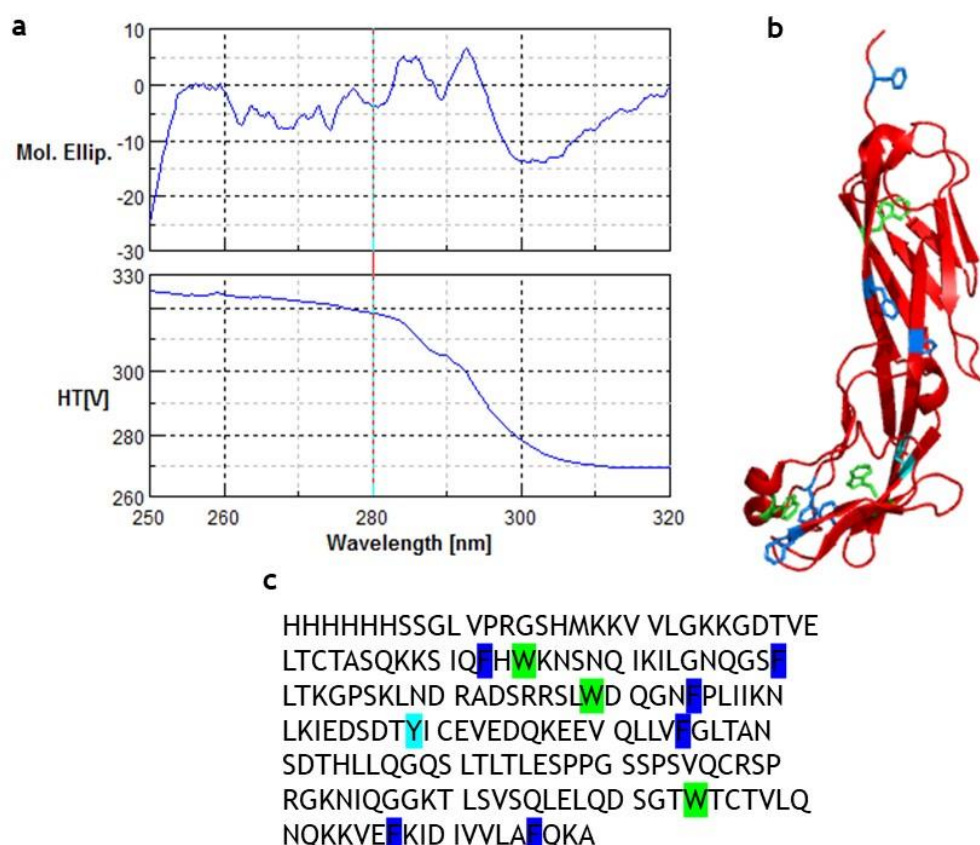 a
b
10
0
-10
-20
-30
Mol. Ellip.
330
300
280
260
HT[V]
250
260
280
300
320
Wavelength [nm]
c
HHHHHHSSGL VPRGSHMKKV VLGKKGDTVE
LTCTASQKKS IQFHWKNSNQ IKILGNQGSF
LTKGPSKLND RADSRRSLWD QGNFPLIIKN
LKIEDSDTYI CEVEDQKEEV QLLVFGLTAN
SDTHLLQGQS LTLTLESPPG SSPSVQCRSP
RGKNIQGGKT LSVSQLELQD SGTWTCTVLQ
NQKKVEFKID IVVLAFQKA